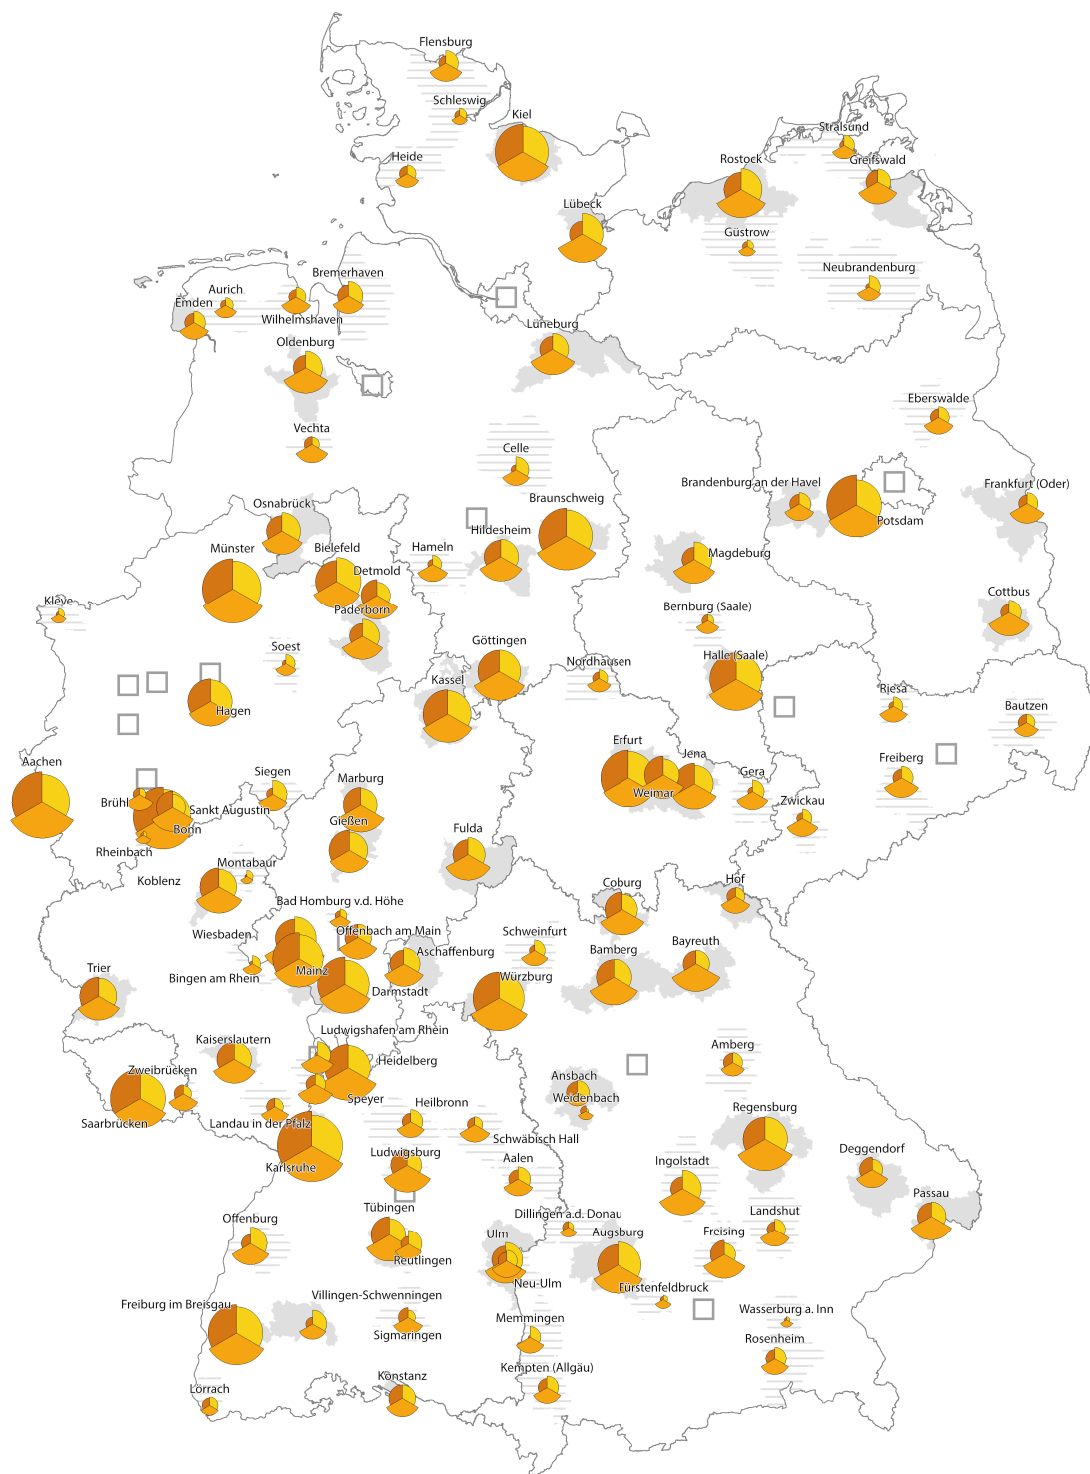 Flensburg
Schleswig
Kiel
Stralsund
Heide
Rostock
Greifswald
Lübeck
Güstrow
Neubrandenburg
Bremerhaven
Aurich
Emden
Wilhelmshaven
Lüneburg
Oldenburg
Eberswalde
Vechta
Celle
Brandenburg an der Havel
Frankfurt (Oder)
Osnabrück
Braunschweig
Potsdam
Hildesheim
Münster
Bielefeld
Hameln
Magdeburg
Detmold
Kleve
Paderborn
Bernburg (Saale)
Cottbus
Soest
Göttingen
Nordhausen
Halle (Saale)
Kassel
Riesa
Hagen
Bautzen
Erfurt
Jena
Aachen
Siegen
Marburg
Gera
Freiberg
Weimar
Brühl
Sankt Augustin
Zwickau
Bonn
Gießen
Fulda
Rheinbach
Montabaur
Koblenz
Coburg
Hof
Bad Homburg v.d. Höhe
Wiesbaden
Offenbach am Main
Schweinfurt
Aschaffenburg
Bamberg
Bayreuth
Trier
Mainz
Bingen am Rhein
Würzburg
Darmstadt
Ludwigshafen am Rhein
Kaiserslautern
Amberg
Heidelberg
Zweibrücken
Ansbach
Speyer
Weidenbach
Heilbronn
Regensburg
Saarbrücken
Landau in der Pfalz
Schwäbisch Hall
Deggendorf
Ludwigsburg
Aalen
Ingolstadt
Karlsruhe
Passau
Tübingen
Dillingen a.d. Donau
Landshut
Offenburg
Ulm
Augsburg
Freising
Reutlingen
Neu-Ulm
Fürstenfeldbruck
Villingen-Schwenningen
Freiburg im Breisgau
Wasserburg a. Inn
Memmingen
Sigmaringen
Rosenheim
Kempten (Allgäu)
Konstanz
Lörrach